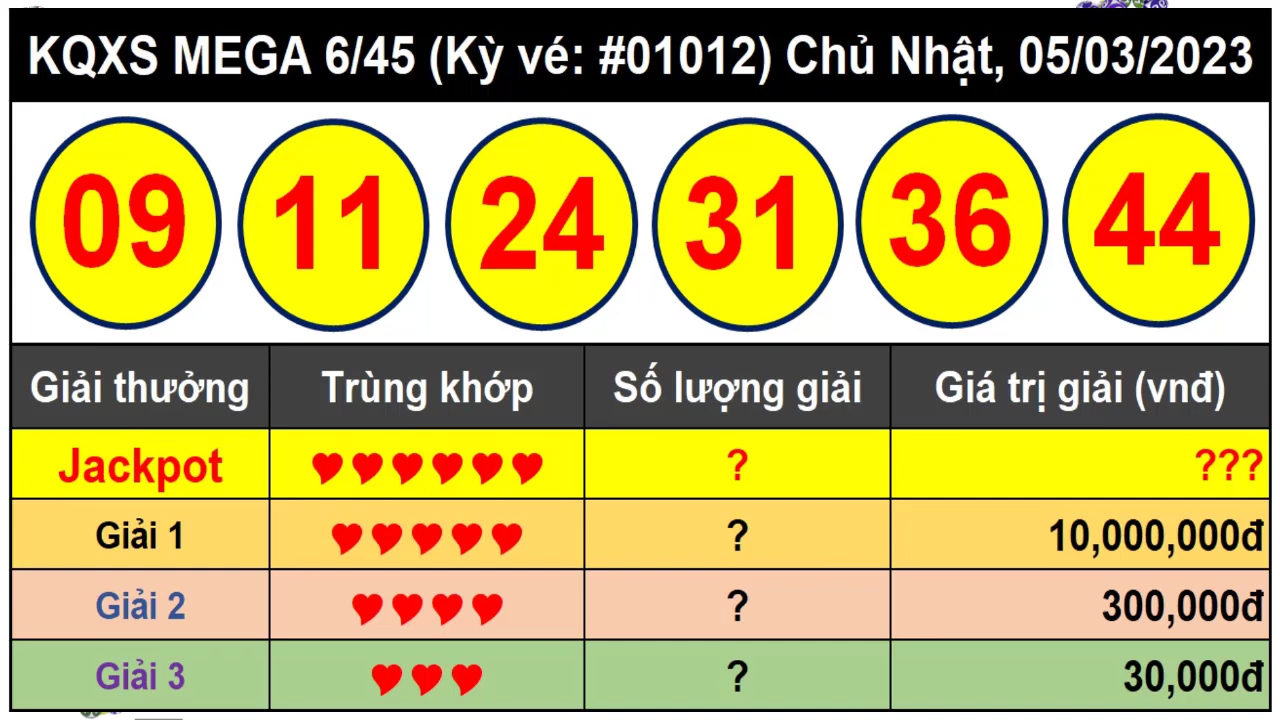 KQXS MEGA 6/45 (Kỳ vé: #01012) Chủ Nhật, 05/03/2023
09 11 24 31 36 44
Giải thưởng Trùng khớp Số lượng giải Giá trị giải (vnđ)
Jackpot ? ???
Giải 1 ? 10,000,000đ
Giải 2 ? 300,000đ
Giải 3 ? 30,000đ